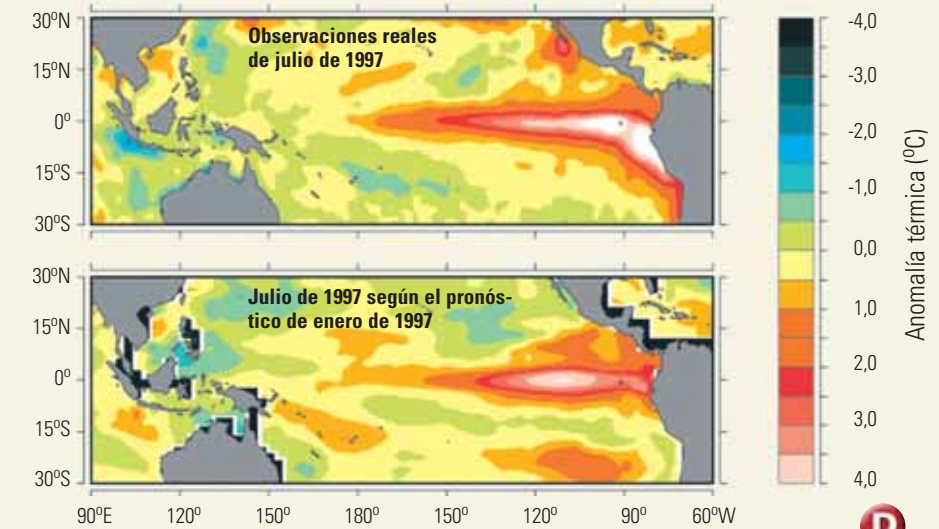 30ºN
15ºN
0º
15ºS
30ºS
Observaciones reales
de julio de 1997
30ºN
15ºN
0º
15ºS
30ºS
Julio de 1997 según el pronós-
tico de enero de 1997
90ºE 120º 150º 180º 150º 120º 90º 60ºW
-4,0
-3,0
-2,0
-1,0
0,0
1,0
2,0
3,0
4,0
Anomalía térmica (ºC)